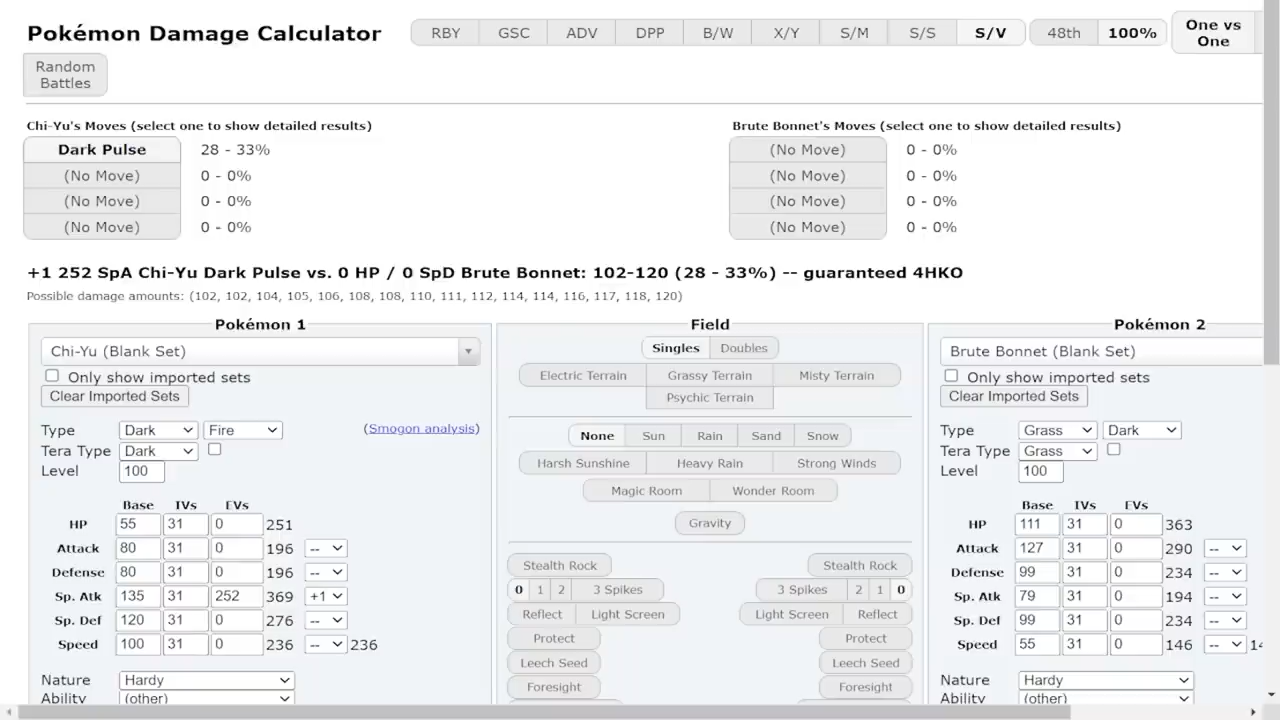 Pokémon Damage Calculator
RBY GSC ADV DPP B/W X/Y S/M S/S S/V 48th 100% One vs One
Random Battles
Chi-Yu's Moves (select one to show detailed results) Brute Bonnet's Moves (select one to show detailed results)
Dark Pulse 28 - 33% (No Move) 0 - 0%
(No Move) 0 - 0% (No Move) 0 - 0%
(No Move) 0 - 0% (No Move) 0 - 0%
(No Move) 0 - 0% (No Move) 0 - 0%
+1 252 SpA Chi-Yu Dark Pulse vs. 0 HP / 0 SpD Brute Bonnet: 102-120 (28 - 33%) -- guaranteed 4HKO
Possible damage amounts: (102, 102, 104, 105, 106, 108, 108, 110, 111, 112, 114, 114, 116, 117, 118, 120)
Pokémon 1
Chi-Yu (Blank Set)
Only show imported sets
Clear Imported Sets
Type Dark Fire (Smogon analysis)
Tera Type Dark
Level 100
Base IVs EVs
HP 55 31 0 251
Attack 80 31 0 196 --
Defense 80 31 0 196 --
Sp. Atk 135 31 252 369 +1
Sp. Def 120 31 0 276 --
Speed 100 31 0 236 -- 236
Nature Hardy
Ability (other)
Field
Singles Doubles
Electric Terrain Grassy Terrain Misty Terrain
Psychic Terrain
None Sun Rain Sand Snow
Harsh Sunshine Heavy Rain Strong Winds
Magic Room Wonder Room
Gravity
Stealth Rock Stealth Rock
0 1 2 3 Spikes 3 Spikes 2 1 0
Reflect Light Screen Light Screen Reflect
Protect Protect
Leech Seed Leech Seed
Foresight Foresight
Pokémon 2
Brute Bonnet (Blank Set)
Only show imported sets
Clear Imported Sets
Type Grass Dark
Tera Type Grass
Level 100
Base IVs EVs
HP 111 31 0 363
Attack 127 31 0 290 --
Defense 99 31 0 234 --
Sp. Atk 79 31 0 194 --
Sp. Def 99 31 0 234 --
Speed 55 31 0 146 --
Nature Hardy
Ability (other)